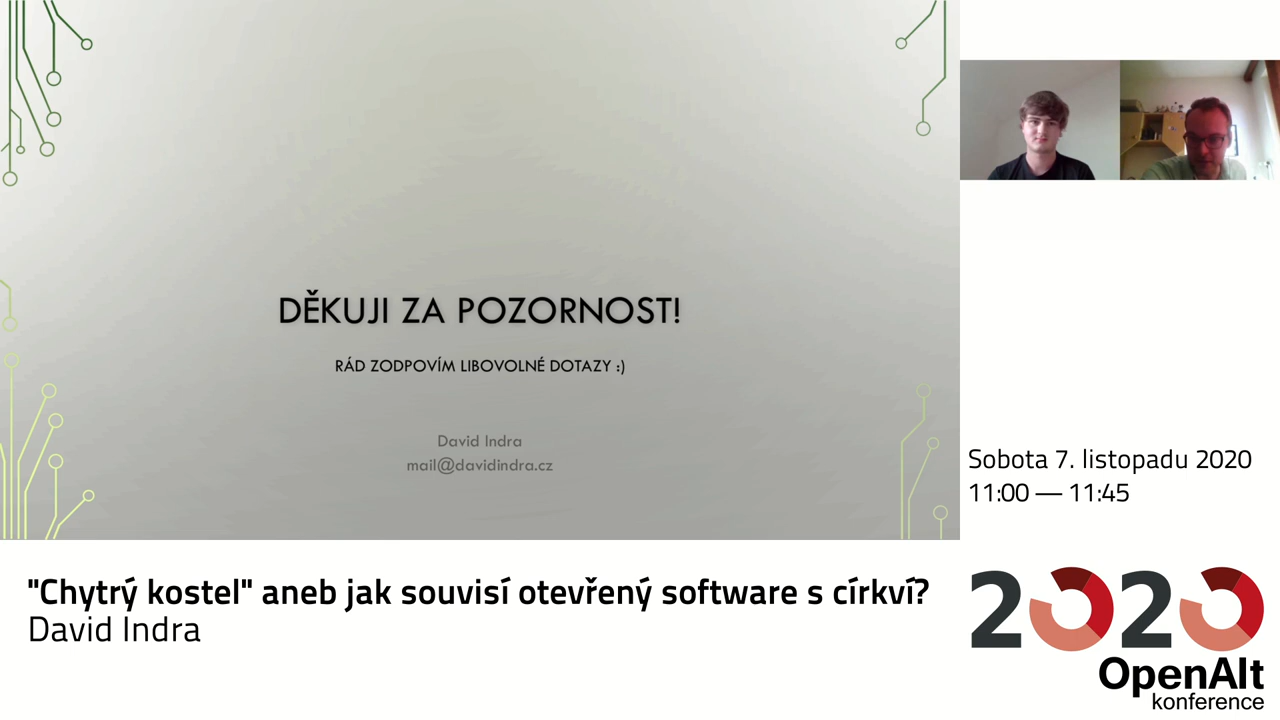 DĚKUJI ZA POZORNOST!
RÁD ZODPOVÍM LIBOVOLNÉ DOTAZY :)
David Indra
mail@davidindra.cz
Sobota 7. listopadu 2020
11:00 — 11:45
"Chytrý kostel" aneb jak souvisí otevřený software s církví?
David Indra
2020
OpenAlt
konference